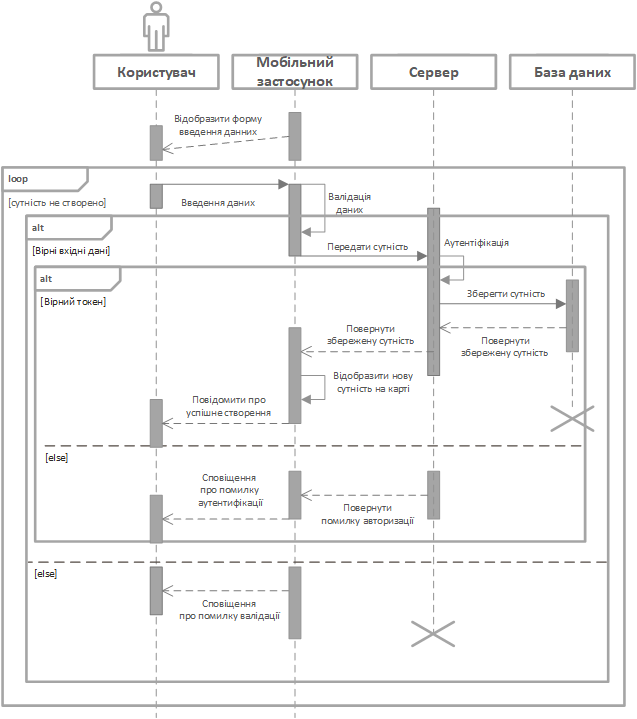 Користувач
Мобільний
застосунок
Сервер
База даних
Відобразити форму
введення данних
loop
[сутність не створено]
Введення даних
Валідація
даних
alt
[Вірні вхідні дані]
Передати сутність
Аутентіфікація
alt
[Вірний токен]
Зберегти сутність
Повернути
збережену сутність
Повернути
збережену сутність
Відобразити нову
сутність на карті
Повідомити про
успішне створення
[else]
Сповіщення
про помилку
аутентифікації
Повернути
помилку авторизації
[else]
Сповіщення
про помилку валідації